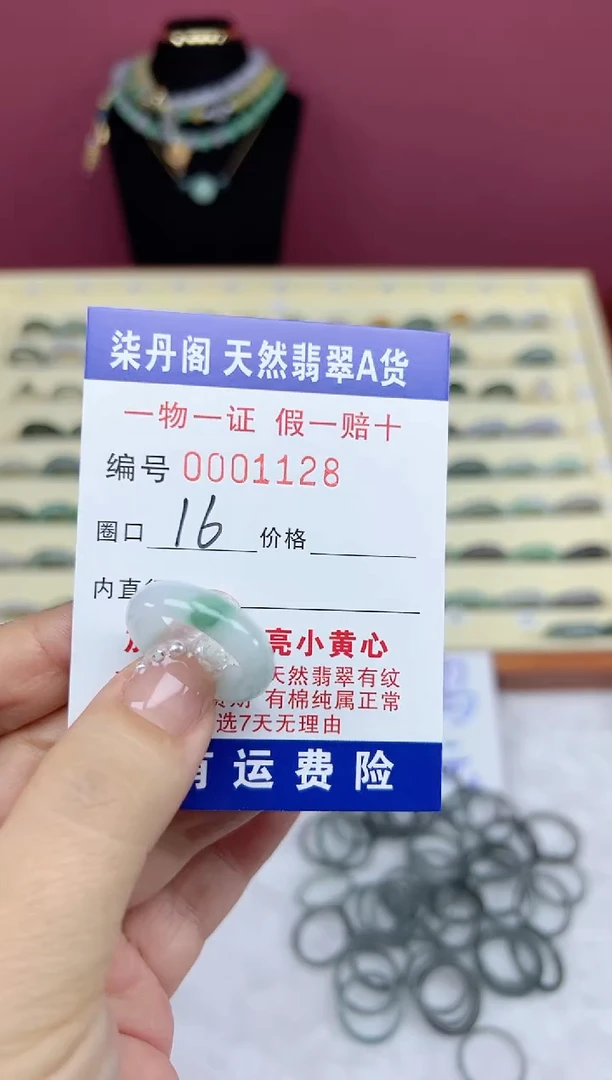 柒丹阁 天然翡翠A货
一物一证 假一赔十
编号 0001128
圈口 16 价格
内直
亮小黄心
天然翡翠有纹
有棉纯属正常
选7天无理由
有运费险